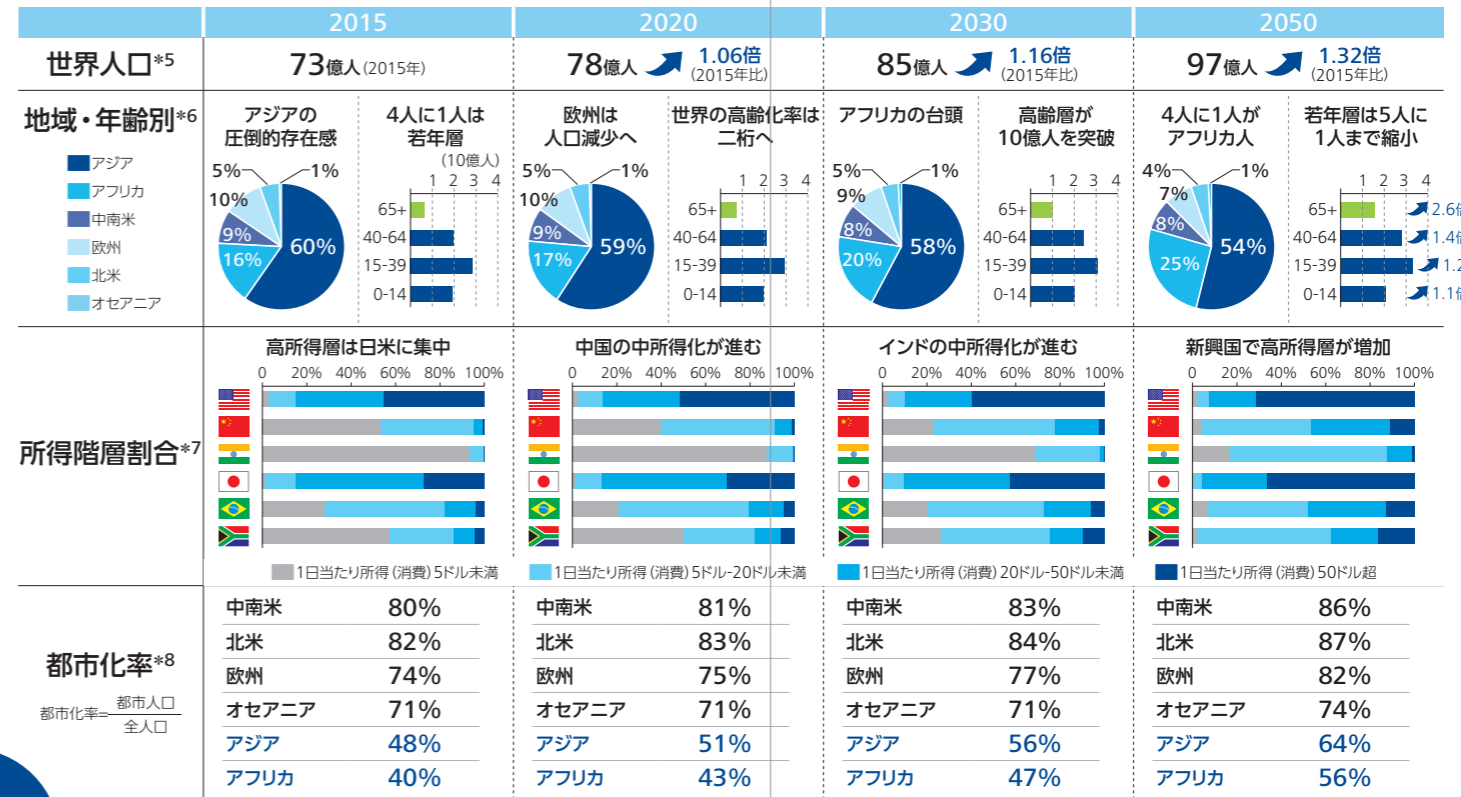 2015 2020 2030 2050
世界人口*5
73億人(2015年)
78億人 1.06倍
(2015年比)
85億人 1.16倍
(2015年比)
97億人 1.32倍
(2015年比)
地域・年齢別*6
アジア
アフリカ
中南米
欧州
北米
オセアニア
アジアの
圧倒的存在感
5% 1%
10%
9%
16%
60%
4人に1人は
若年層
(10億人)
1 2 3 4
65+
40-64
15-39
0-14
欧州は
人口減少へ
5% 1%
10%
9%
17%
59%
世界の高齢化率は
二桁へ
1 2 3 4
65+
40-64
15-39
0-14
アフリカの台頭
5% 1%
9%
8%
20%
58%
高齢層が
10億人を突破
1 2 3 4
65+
40-64
15-39
0-14
4人に1人が
アフリカ人
4% 1%
7%
8%
25%
54%
若年層は5人に
1人まで縮小
1 2 3 4
65+ 2.6倍
40-64 1.4倍
15-39 1.2
0-14 1.1倍
所得階層割合*7
高所得層は日米に集中
0 20% 40% 60% 80% 100%
中国の中所得化が進む
0 20% 40% 60% 80% 100%
インドの中所得化が進む
0 20% 40% 60% 80% 100%
新興国で高所得層が増加
0 20% 40% 60% 80% 100%
1日当たり所得(消費)5ドル未満 1日当たり所得(消費)5ドル-20ドル未満 1日当たり所得(消費)20ドル-50ドル未満 1日当たり所得(消費)50ドル超
都市化率*8
都市化率=都市人口
全人口
中南米 80%
北米 82%
欧州 74%
オセアニア 71%
アジア 48%
アフリカ 40%
中南米 81%
北米 83%
欧州 75%
オセアニア 71%
アジア 51%
アフリカ 43%
中南米 83%
北米 84%
欧州 77%
オセアニア 71%
アジア 56%
アフリカ 47%
中南米 86%
北米 87%
欧州 82%
オセアニア 74%
アジア 64%
アフリカ 56%